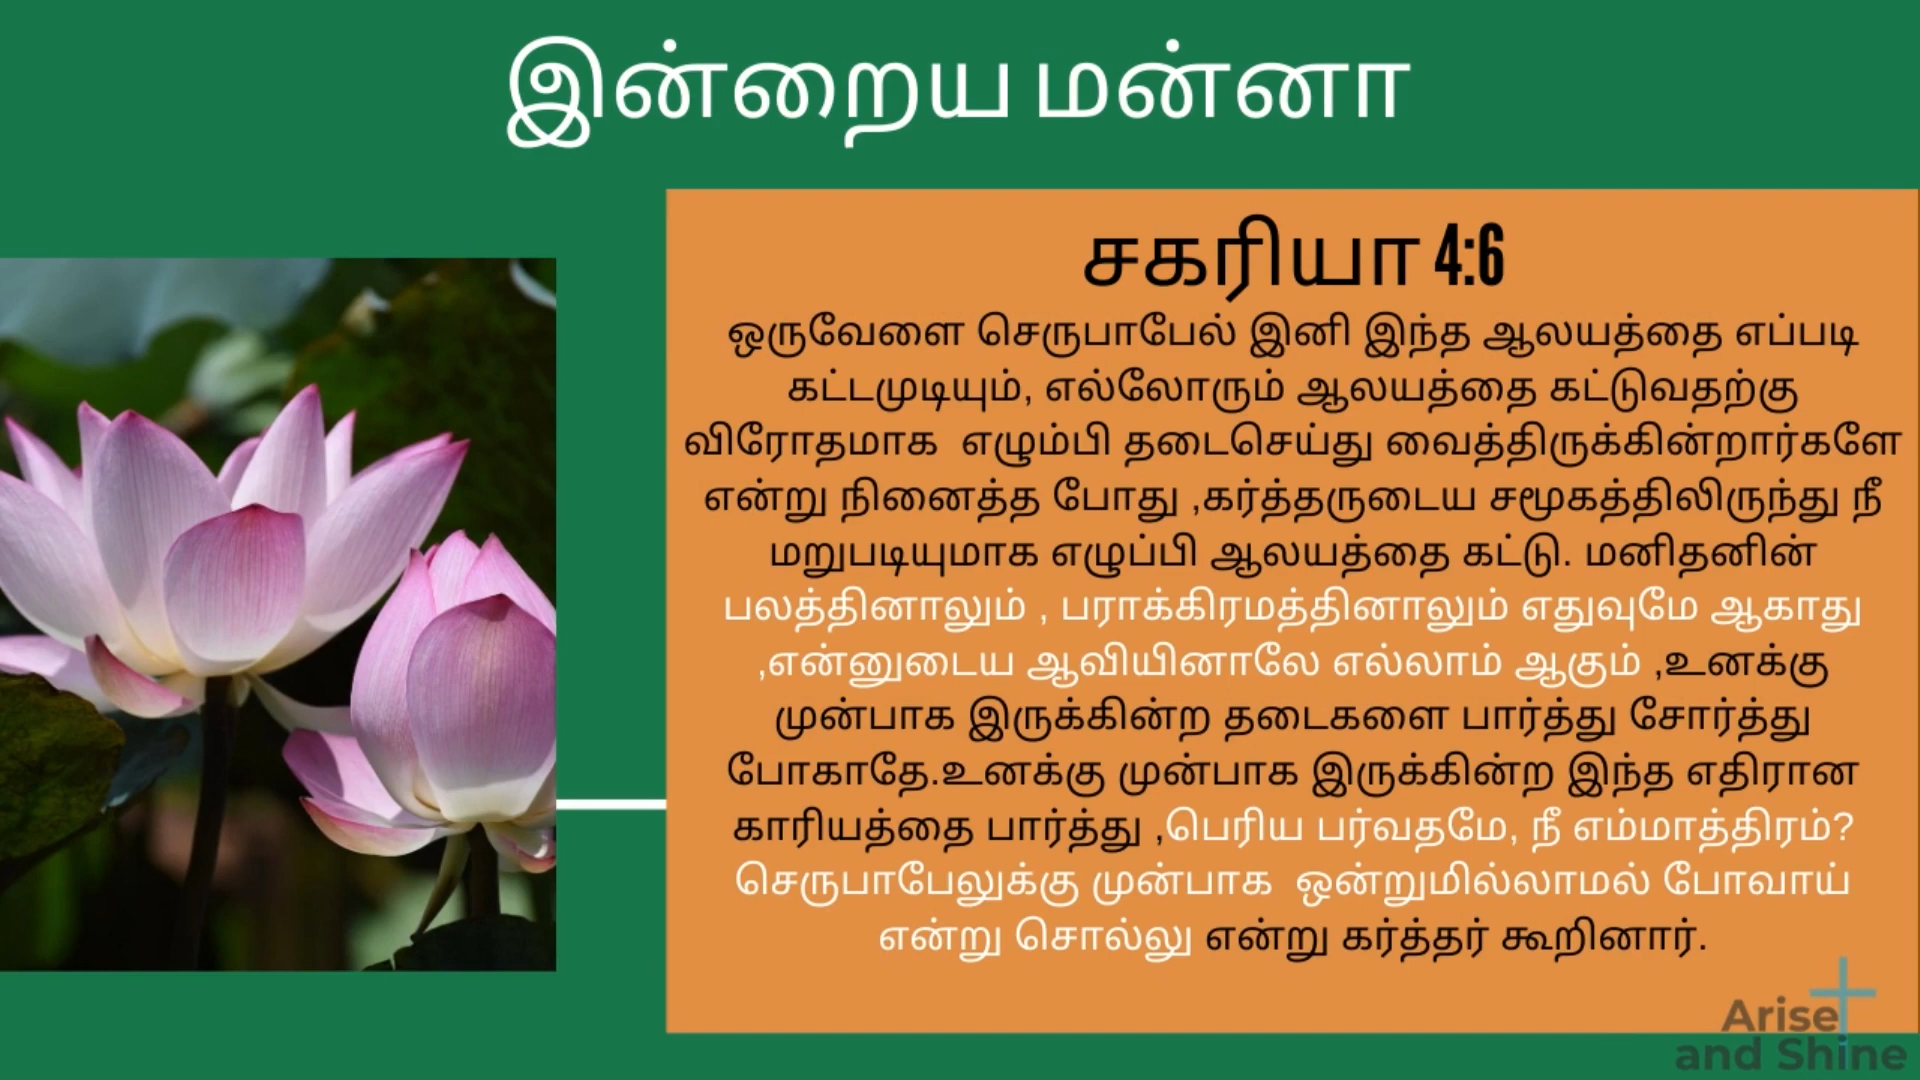 இன்றைய மன்னா
சகரியா 4:6
ஒருவேளை செருபாபேல் இனி இந்த ஆலயத்தை எப்படி
கட்டமுடியும், எல்லோரும் ஆலயத்தை கட்டுவதற்கு
விரோதமாக  எழும்பி தடைசெய்து வைத்திருக்கின்றார்களே
என்று நினைத்த போது ,கர்த்தருடைய சமூகத்திலிருந்து நீ
மறுபடியுமாக எழுப்பி ஆலயத்தை கட்டு. மனிதனின்
பலத்தினாலும் , பராக்கிரமத்தினாலும் எதுவுமே ஆகாது
,என்னுடைய ஆவியினாலே எல்லாம் ஆகும் ,உனக்கு
முன்பாக இருக்கின்ற தடைகளை பார்த்து சோர்த்து
போகாதே.உனக்கு முன்பாக இருக்கின்ற இந்த எதிரான
காரியத்தை பார்த்து ,பெரிய பர்வதமே, நீ எம்மாத்திரம்?
செருபாபேலுக்கு முன்பாக  ஒன்றுமில்லாமல் போவாய்
என்று சொல்லு என்று கர்த்தர் கூறினார்.
Arise
and Shine